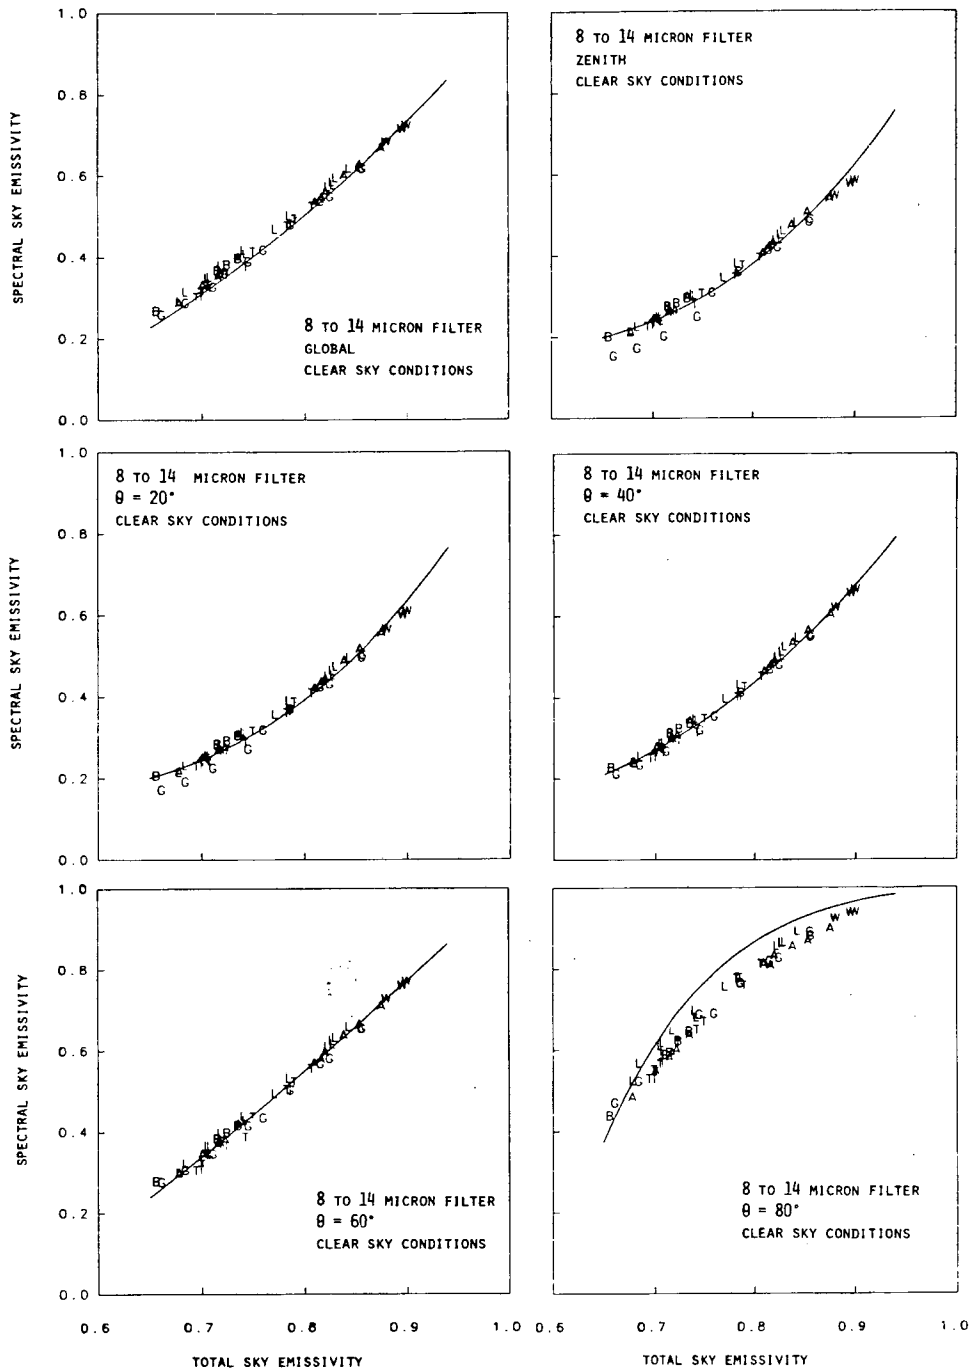 1.0
0.8
0.6
0.4
0.2
0.0
SPECTRAL SKY EMISSIVITY
8 TO 14 MICRON FILTER
GLOBAL
CLEAR SKY CONDITIONS
8 TO 14 MICRON FILTER
ZENITH
CLEAR SKY CONDITIONS
1.0
0.8
0.6
0.4
0.2
0.0
SPECTRAL SKY EMISSIVITY
8 TO 14 MICRON FILTER
θ = 20°
CLEAR SKY CONDITIONS
8 TO 14 MICRON FILTER
θ = 40°
CLEAR SKY CONDITIONS
1.0
0.8
0.6
0.4
0.2
0.0
SPECTRAL SKY EMISSIVITY
8 TO 14 MICRON FILTER
θ = 60°
CLEAR SKY CONDITIONS
8 TO 14 MICRON FILTER
θ = 80°
CLEAR SKY CONDITIONS
0.6 0.7 0.8 0.9 1.0
0.6 0.7 0.8 0.9 1.0
TOTAL SKY EMISSIVITY
TOTAL SKY EMISSIVITY